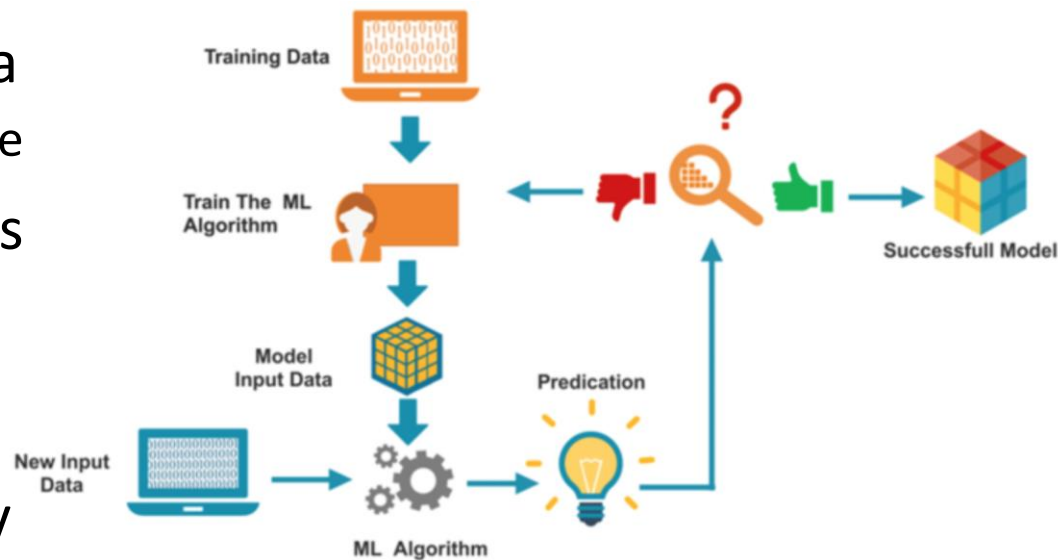 a
e
s
y
Training Data
Train The ML
Algorithm
Model
Input Data
New Input
Data
ML Algorithm
Predication
?
Successfull Model